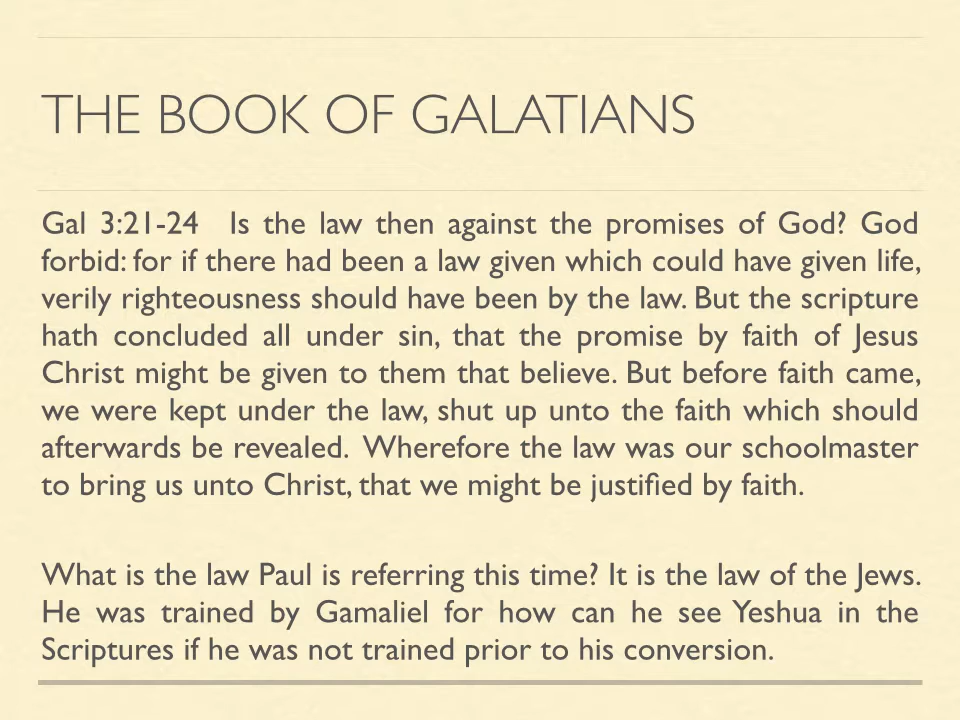 THE BOOK OF GALATIANS
Gal 3:21-24 Is the law then against the promises of God? God
forbid: for if there had been a law given which could have given life,
verily righteousness should have been by the law. But the scripture
hath concluded all under sin, that the promise by faith of Jesus
Christ might be given to them that believe. But before faith came,
we were kept under the law, shut up unto the faith which should
afterwards be revealed. Wherefore the law was our schoolmaster
to bring us unto Christ, that we might be justified by faith.
What is the law Paul is referring this time? It is the law of the Jews.
He was trained by Gamaliel for how can he see Yeshua in the
Scriptures if he was not trained prior to his conversion.